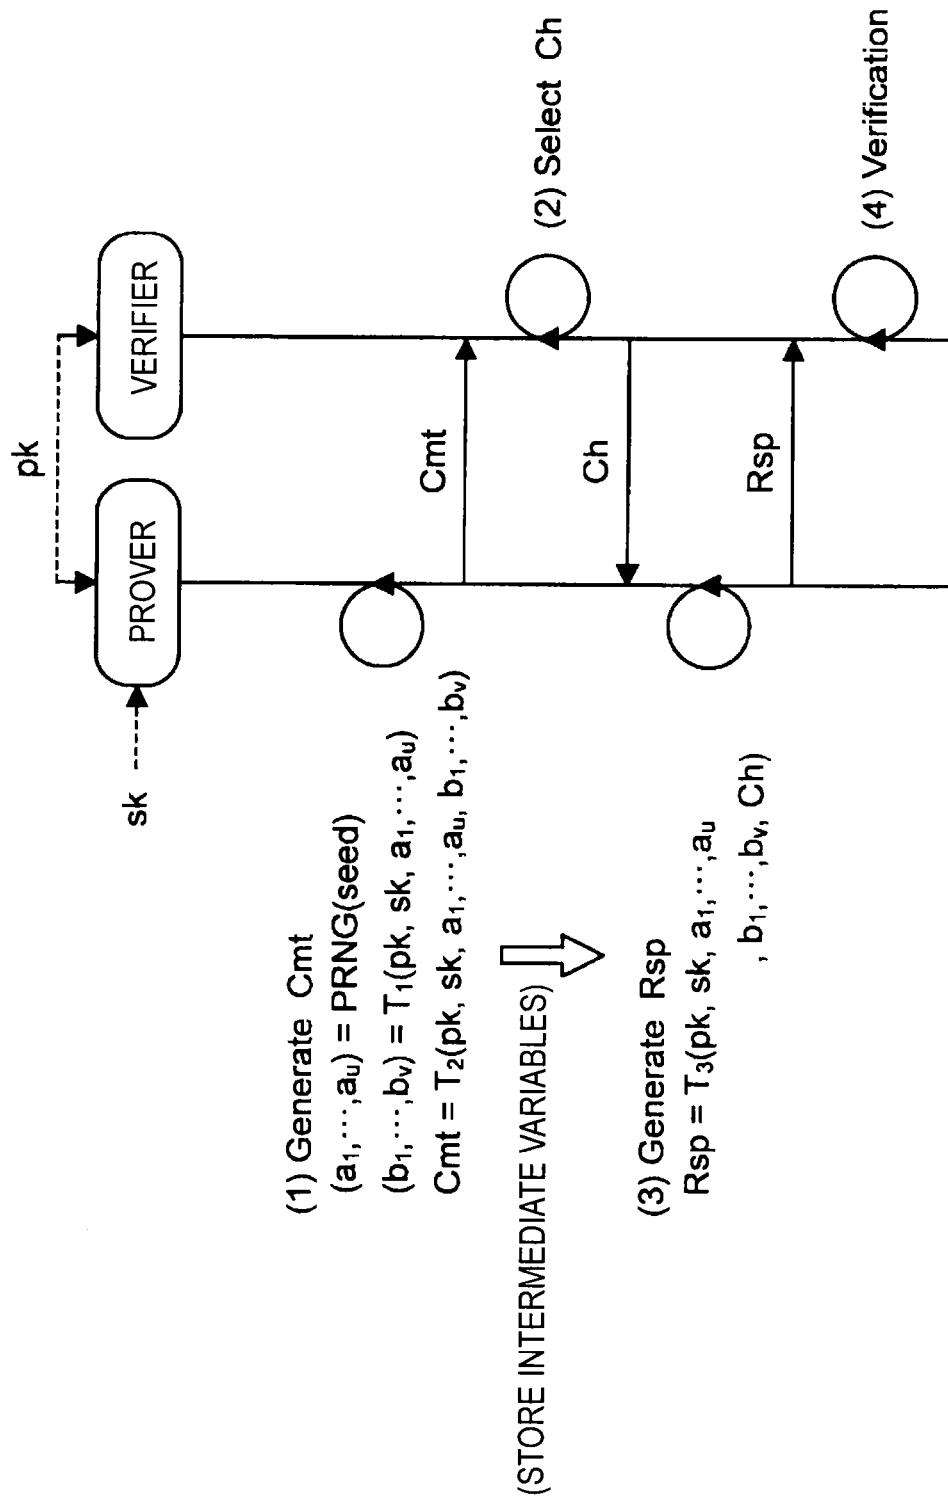 pk
sk
PROVER
VERIFIER
(1) Generate Cmt
(a₁,⋯,aᵤ) = PRNG(seed)
(b₁,⋯,bᵥ) = T₁(pk, sk, a₁,⋯,aᵤ)
Cmt = T₂(pk, sk, a₁,⋯,aᵤ, b₁,⋯,bᵥ)
Cmt
(2) Select Ch
(STORE INTERMEDIATE VARIABLES)
Ch
(3) Generate Rsp
Rsp = T₃(pk, sk, a₁,⋯,aᵤ
, b₁,⋯,bᵥ, Ch)
Rsp
(4) Verification